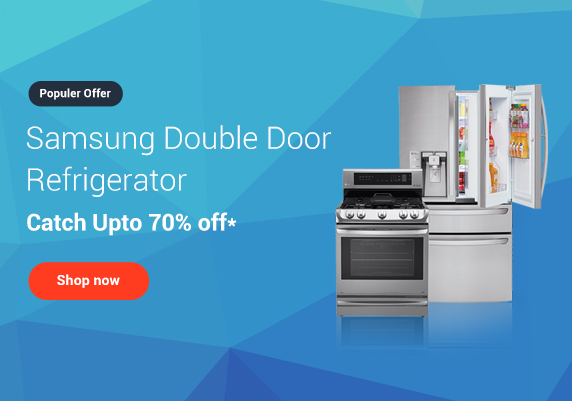 Populer Offer
Samsung Double Door
Refrigerator
Catch Upto 70% off*
Shop now